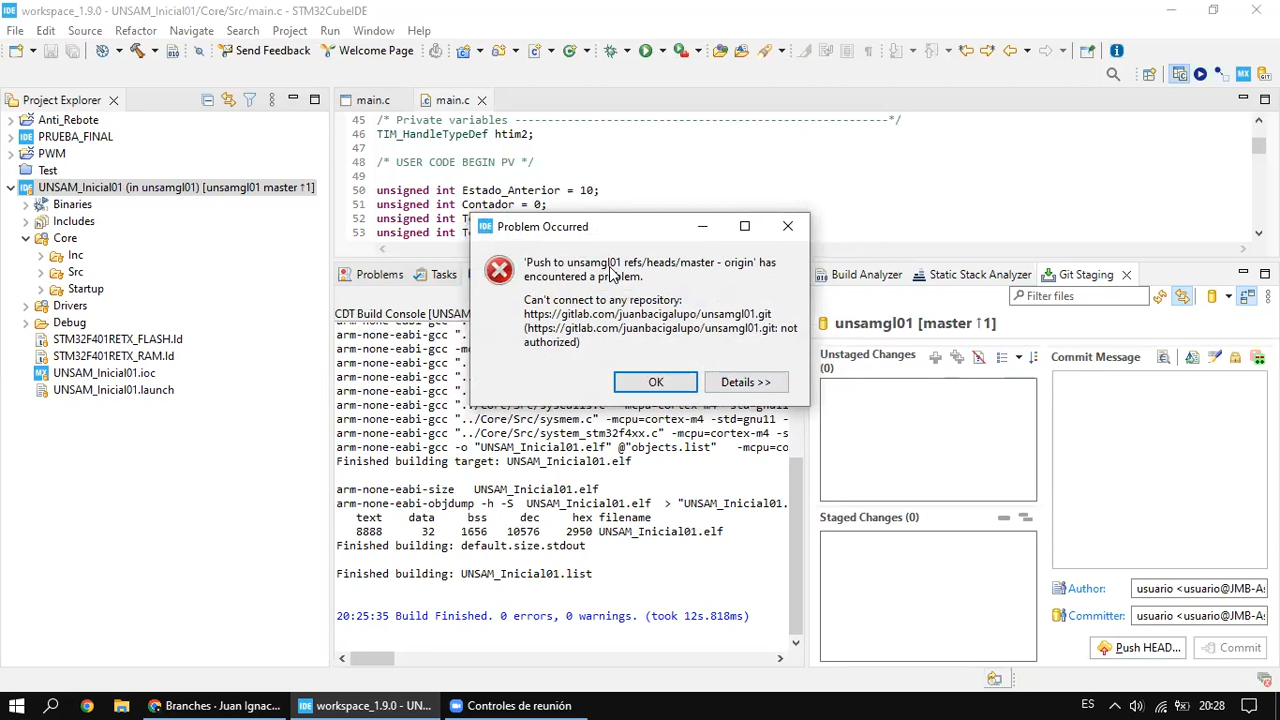 workspace_1.9.0 - UNSAM_Inicial01/Core/Src/main.c - STM32CubeIDE
File Edit Source Refactor Navigate Search Project Run Window Help
Send Feedback Welcome Page
Project Explorer
main.c main.c
Anti_Rebote
PRUEBA_FINAL
PWM
Test
UNSAM_Inicial01 (in unsamgl01) [unsamgl01 master ↑1]
Binaries
Includes
Core
Inc
Src
Startup
Drivers
Debug
STM32F401RETX_FLASH.ld
STM32F401RETX_RAM.ld
UNSAM_Inicial01.ioc
UNSAM_Inicial01.launch
45 /* Private variables ---------------------------------------------------------*/
46 TIM_HandleTypeDef htim2;
47
48 /* USER CODE BEGIN PV */
49
50 unsigned int Estado_Anterior = 10;
51 unsigned int Contador = 0;
52 unsigned int T
53 unsigned int T
Problem Occurred
'Push to unsamgl01 refs/heads/master - origin' has
encountered a problem.
Can't connect to any repository:
https://gitlab.com/juanbacigalupo/unsamgl01.git
(https://gitlab.com/juanbacigalupo/unsamgl01.git: not
authorized)
OK Details >>
Problems Tasks Build Analyzer Static Stack Analyzer Git Staging
CDT Build Console [UNSAM_
arm-none-eabi-gcc ".
arm-none-eabi-gcc ".
arm-none-eabi-gcc -m
arm-none-eabi-gcc ".
arm-none-eabi-gcc ".
arm-none-eabi-gcc "../Core/Src/syscalls.c" -mcpu=cortex-m4 -std=gnu11 -
arm-none-eabi-gcc "../Core/Src/sysmem.c" -mcpu=cortex-m4 -std=gnu11 -
arm-none-eabi-gcc "../Core/Src/system_stm32f4xx.c" -mcpu=cortex-m4 -s
arm-none-eabi-gcc -o "UNSAM_Inicial01.elf" @"objects.list" -mcpu=co
Finished building target: UNSAM_Inicial01.elf
arm-none-eabi-size UNSAM_Inicial01.elf
arm-none-eabi-objdump -h -S UNSAM_Inicial01.elf > "UNSAM_Inicial01.
text data bss dec hex filename
8888 32 1656 10576 2950 UNSAM_Inicial01.elf
Finished building: default.size.stdout
Finished building: UNSAM_Inicial01.list
20:25:35 Build Finished. 0 errors, 0 warnings. (took 12s.818ms)
Filter files
unsamgl01 [master ↑1]
Unstaged Changes
(0)
Staged Changes (0)
Commit Message
Author: usuario <usuario@JMB-As
Committer: usuario <usuario@JMB-As
Push HEAD... Commit
Branches · Juan Ignac... workspace_1.9.0 - UN... Controles de reunión
ES 20:28